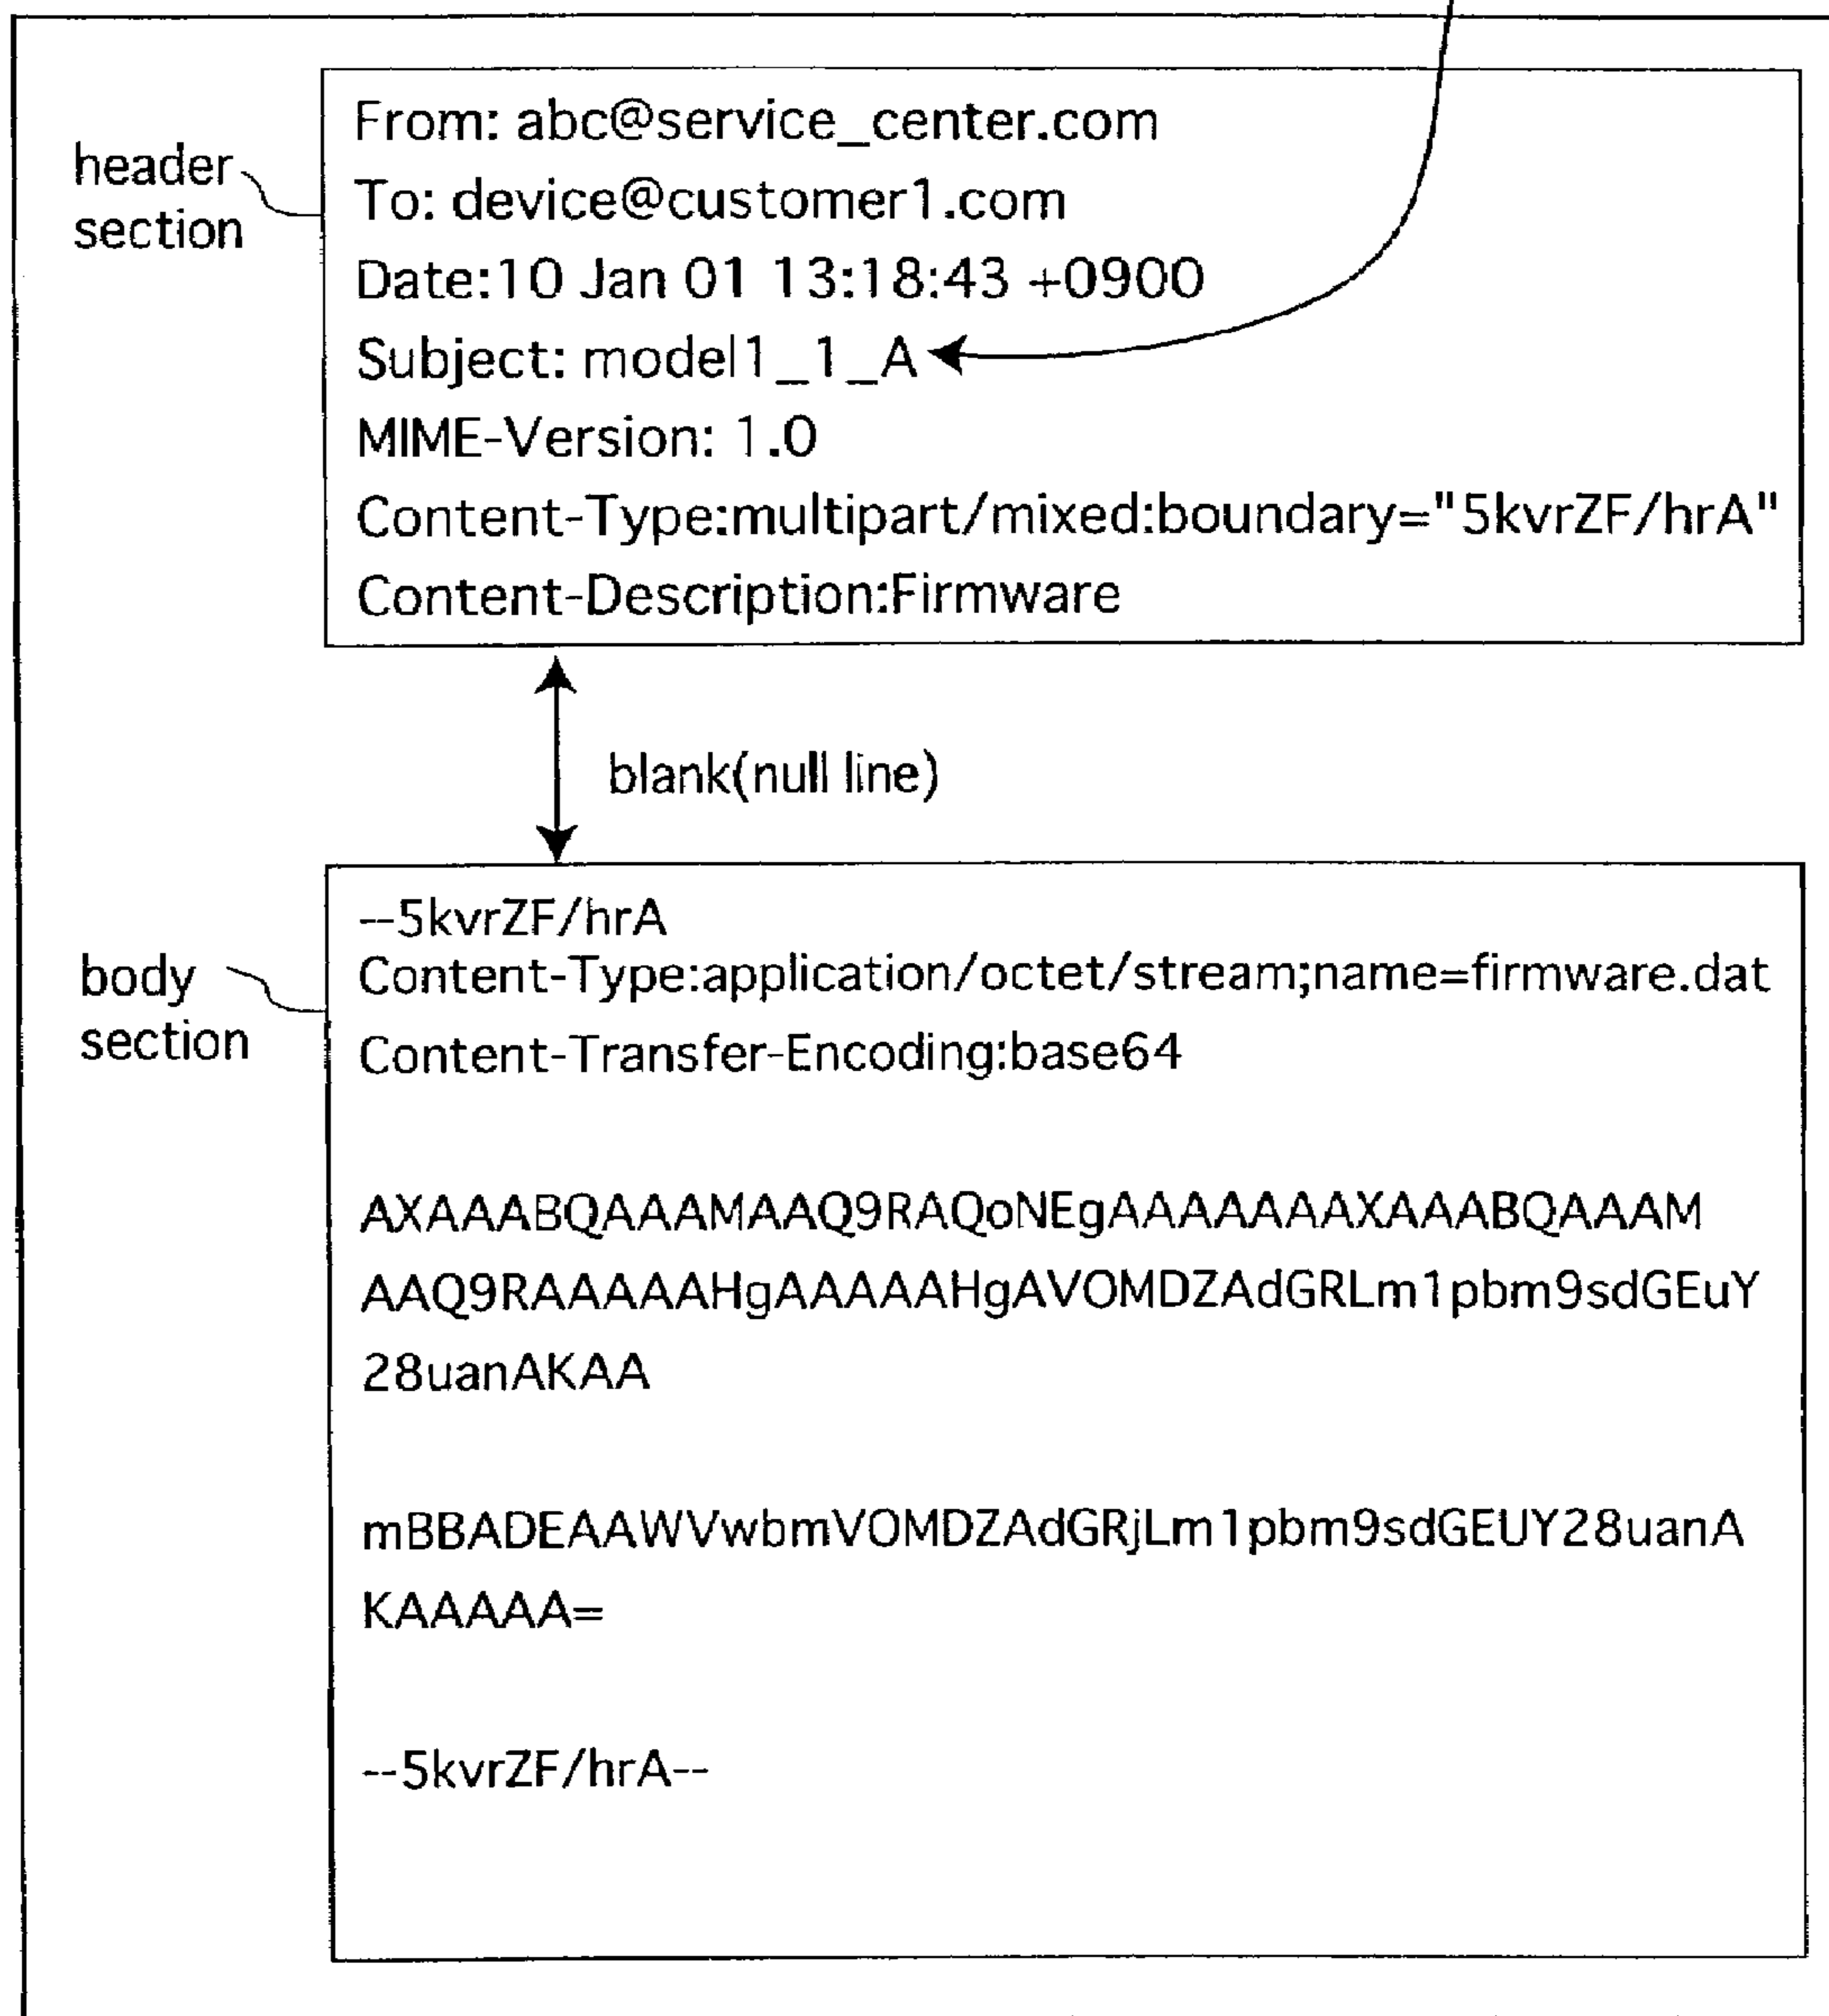 header
section
From: abc@service_center.com
To: device@customer1.com
Date:10 Jan 01 13:18:43 +0900
Subject: model1_1_A
MIME-Version: 1.0
Content-Type:multipart/mixed:boundary="5kvrZF/hrA"
Content-Description:Firmware
blank(null line)
body
section
--5kvrZF/hrA
Content-Type:application/octet/stream;name=firmware.dat
Content-Transfer-Encoding:base64
AXAAABQAAAMAAQ9RAQoNEgAAAAAAAXAAABQAAAM
AAQ9RAAAAAHgAAAAAHgAVOMDZAdGRLm1pbm9sdGEuY
28uanAKAA
mBBADEAAWVwbmVOMDZAdGRjLm1pbm9sdGEUY28uanA
KAAAAA=
--5kvrZF/hrA--